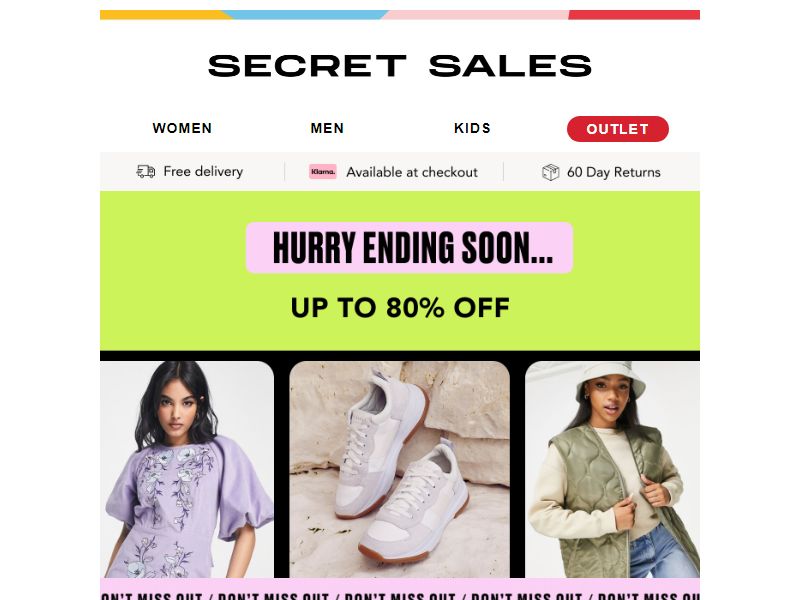 SECRET SALES
WOMEN MEN KIDS OUTLET
Free delivery Klarna. Available at checkout 60 Day Returns
HURRY ENDING SOON...
UP TO 80% OFF
ON'T MISS OUT / DON'T MISS OUT / DON'T MISS OUT / DON'T MISS OUT / DON'T MISS OU